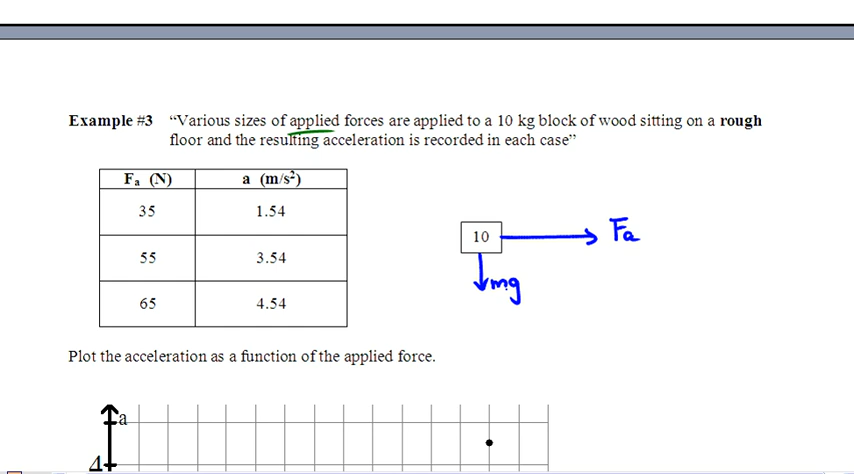 Example #3 “Various sizes of applied forces are applied to a 10 kg block of wood sitting on a rough
floor and the resulting acceleration is recorded in each case”
Fₐ (N) a (m/s²)
35 1.54
55 3.54
65 4.54
10 Fa
mg
Plot the acceleration as a function of the applied force.
a
4